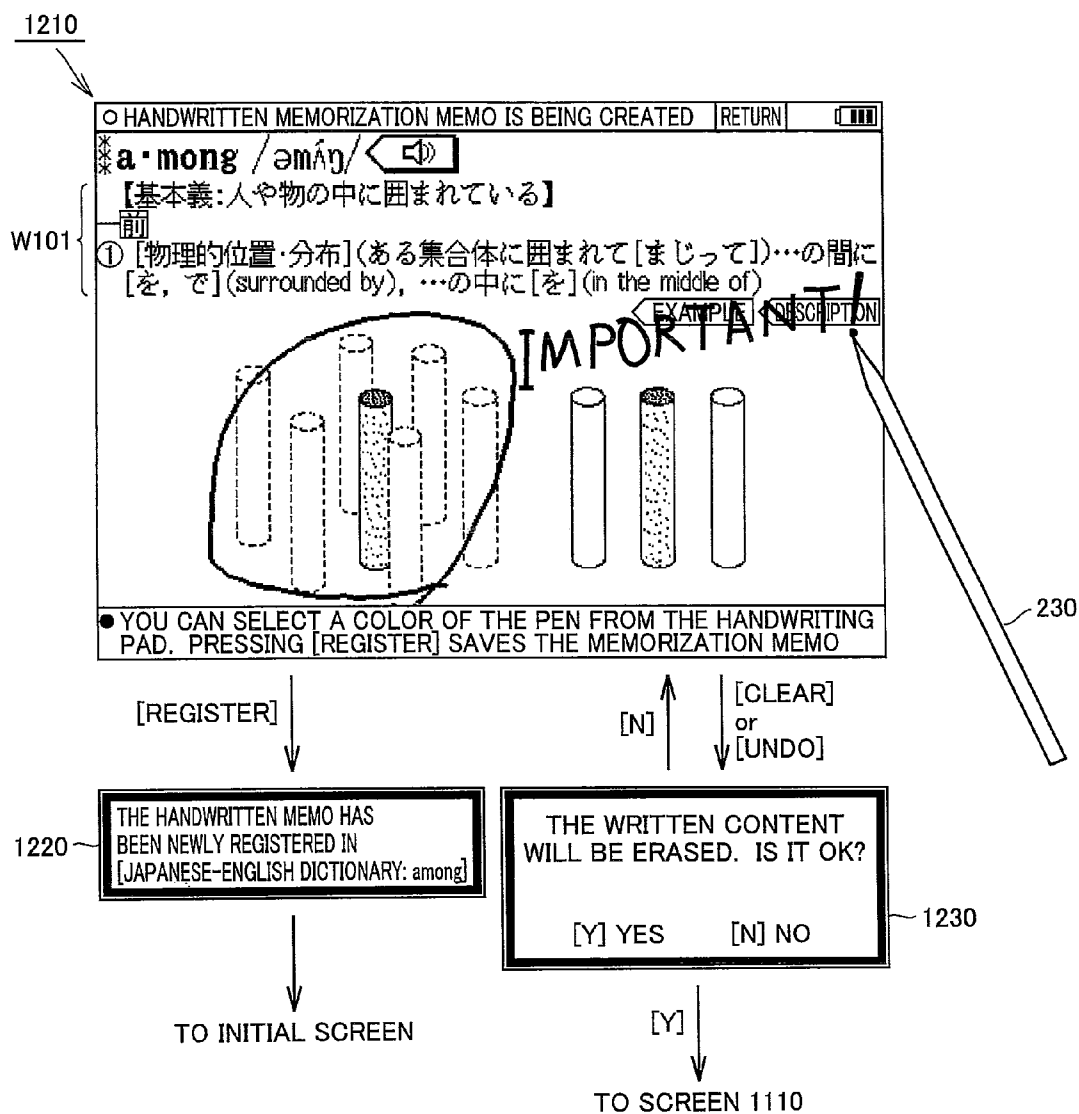 1210
○ HANDWRITTEN MEMORIZATION MEMO IS BEING CREATED RETURN
***a·mong /əmʌ́ŋ/
【基本義:人や物の中に囲まれている】
W101
前
① [物理的位置·分布](ある集合体に囲まれて[まじって])…の間に
[を, で](surrounded by), …の中に[を](in the middle of)
EXAMPLE DESCRIPTION
IMPORTANT!
230
● YOU CAN SELECT A COLOR OF THE PEN FROM THE HANDWRITING
PAD. PRESSING [REGISTER] SAVES THE MEMORIZATION MEMO
[REGISTER]
[N]
[CLEAR]
or
[UNDO]
1220
THE HANDWRITTEN MEMO HAS
BEEN NEWLY REGISTERED IN
[JAPANESE-ENGLISH DICTIONARY: among]
THE WRITTEN CONTENT
WILL BE ERASED. IS IT OK?
[Y] YES [N] NO
1230
TO INITIAL SCREEN
[Y]
TO SCREEN 1110